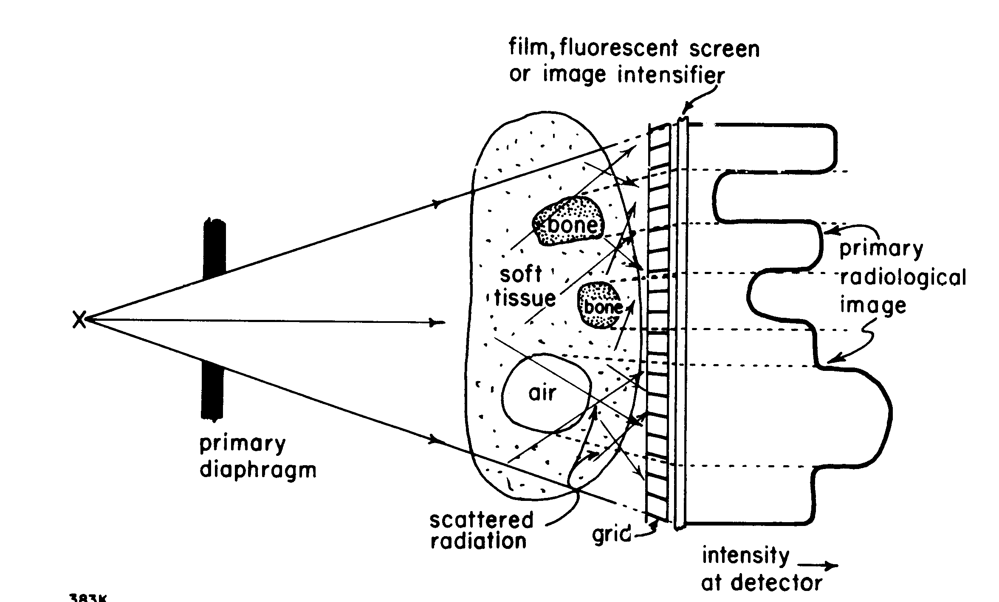 film, fluorescent screen
or image intensifier
bone
soft
tissue
bone
air
X
primary
diaphragm
scattered
radiation
grid
primary
radiological
image
intensity
at detector
383K